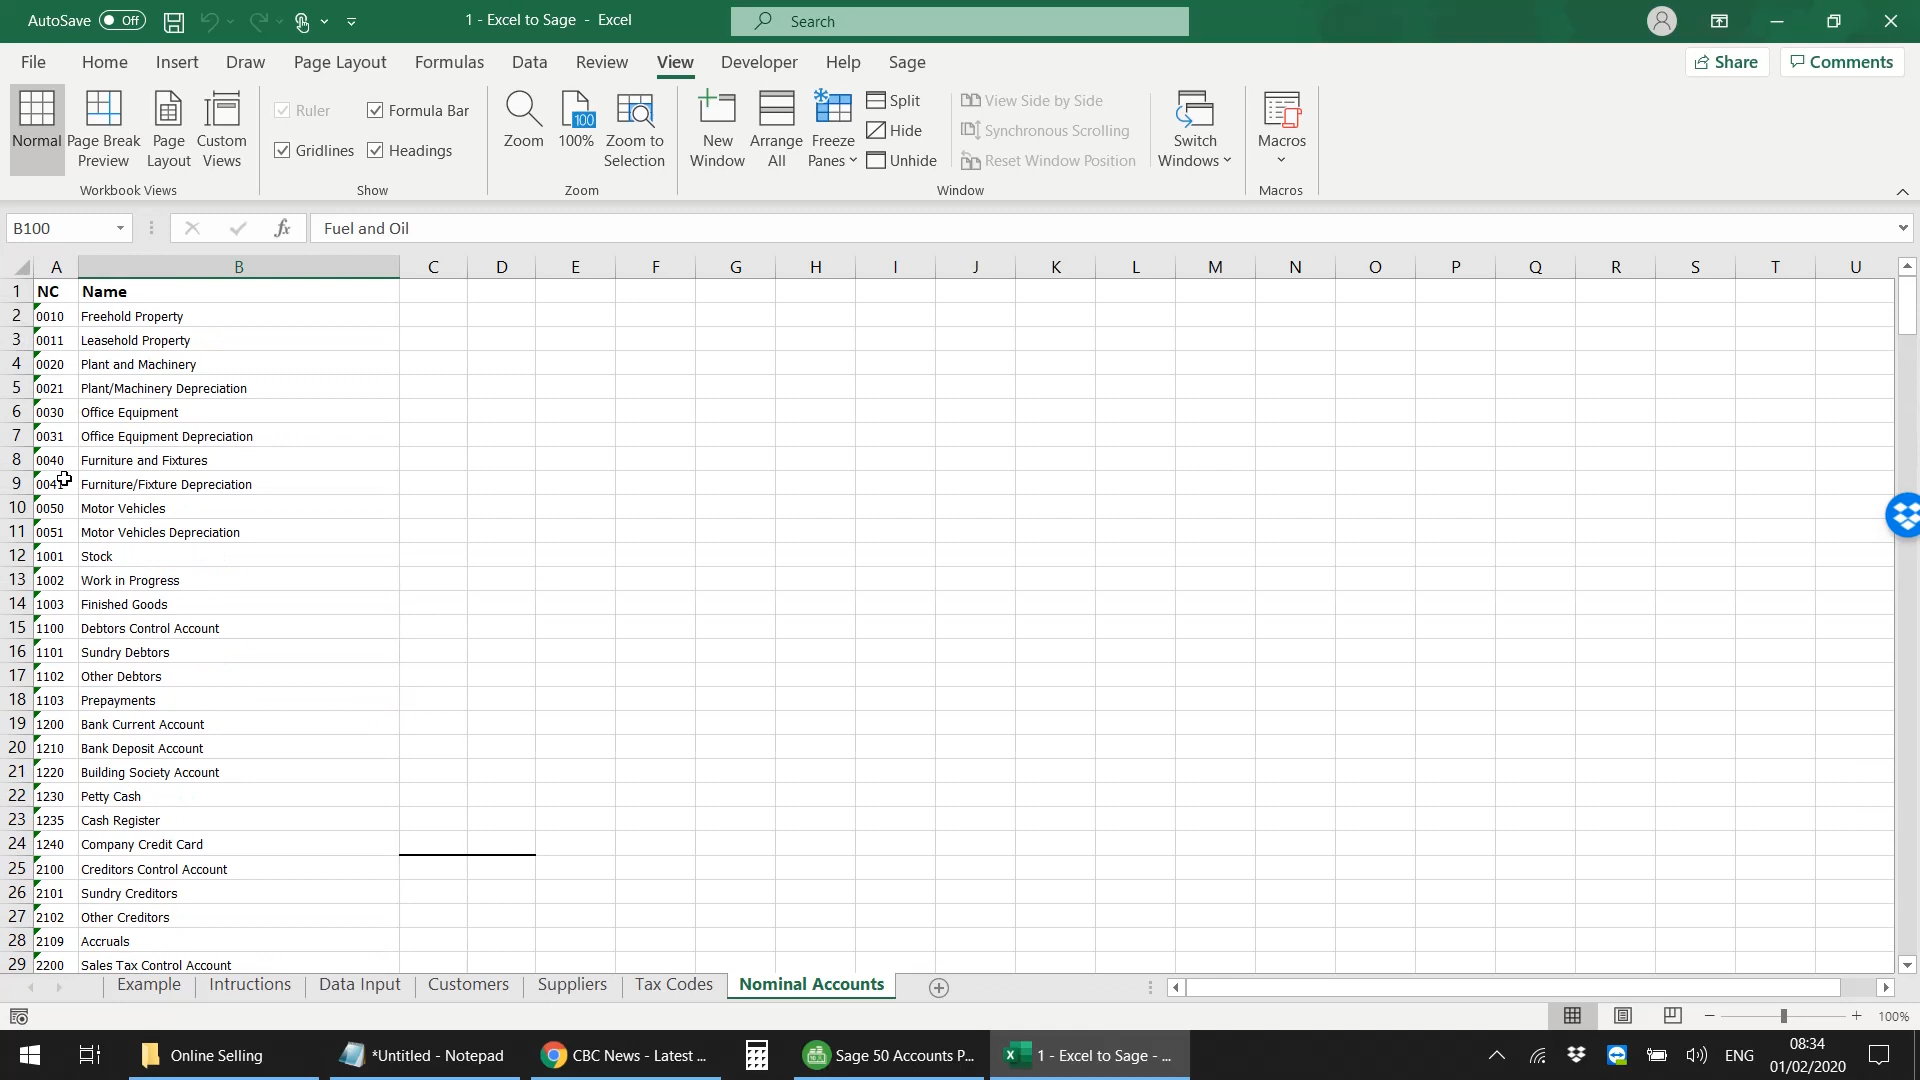 AutoSave Off 1 - Excel to Sage - Excel Search
File Home Insert Draw Page Layout Formulas Data Review View Developer Help Sage Share Comments
Normal Page Break Preview Page Layout Custom Views
Workbook Views
Ruler Formula Bar
Gridlines Headings
Show
Zoom 100 100% Zoom to Selection
Zoom
New Window Arrange All Freeze Panes
Split
Hide
Unhide
View Side by Side
Synchronous Scrolling
Reset Window Position
Switch Windows
Window
Macros
Macros
B100 fx Fuel and Oil
A B C D E F G H I J K L M N O P Q R S T U
1 NC Name
2 0010 Freehold Property
3 0011 Leasehold Property
4 0020 Plant and Machinery
5 0021 Plant/Machinery Depreciation
6 0030 Office Equipment
7 0031 Office Equipment Depreciation
8 0040 Furniture and Fixtures
9 0041 Furniture/Fixture Depreciation
10 0050 Motor Vehicles
11 0051 Motor Vehicles Depreciation
12 1001 Stock
13 1002 Work in Progress
14 1003 Finished Goods
15 1100 Debtors Control Account
16 1101 Sundry Debtors
17 1102 Other Debtors
18 1103 Prepayments
19 1200 Bank Current Account
20 1210 Bank Deposit Account
21 1220 Building Society Account
22 1230 Petty Cash
23 1235 Cash Register
24 1240 Company Credit Card
25 2100 Creditors Control Account
26 2101 Sundry Creditors
27 2102 Other Creditors
28 2109 Accruals
29 2200 Sales Tax Control Account
Example Intructions Data Input Customers Suppliers Tax Codes Nominal Accounts
100%
Online Selling *Untitled - Notepad CBC News - Latest ... Sage 50 Accounts P... 1 - Excel to Sage - ... ENG 08:34
01/02/2020